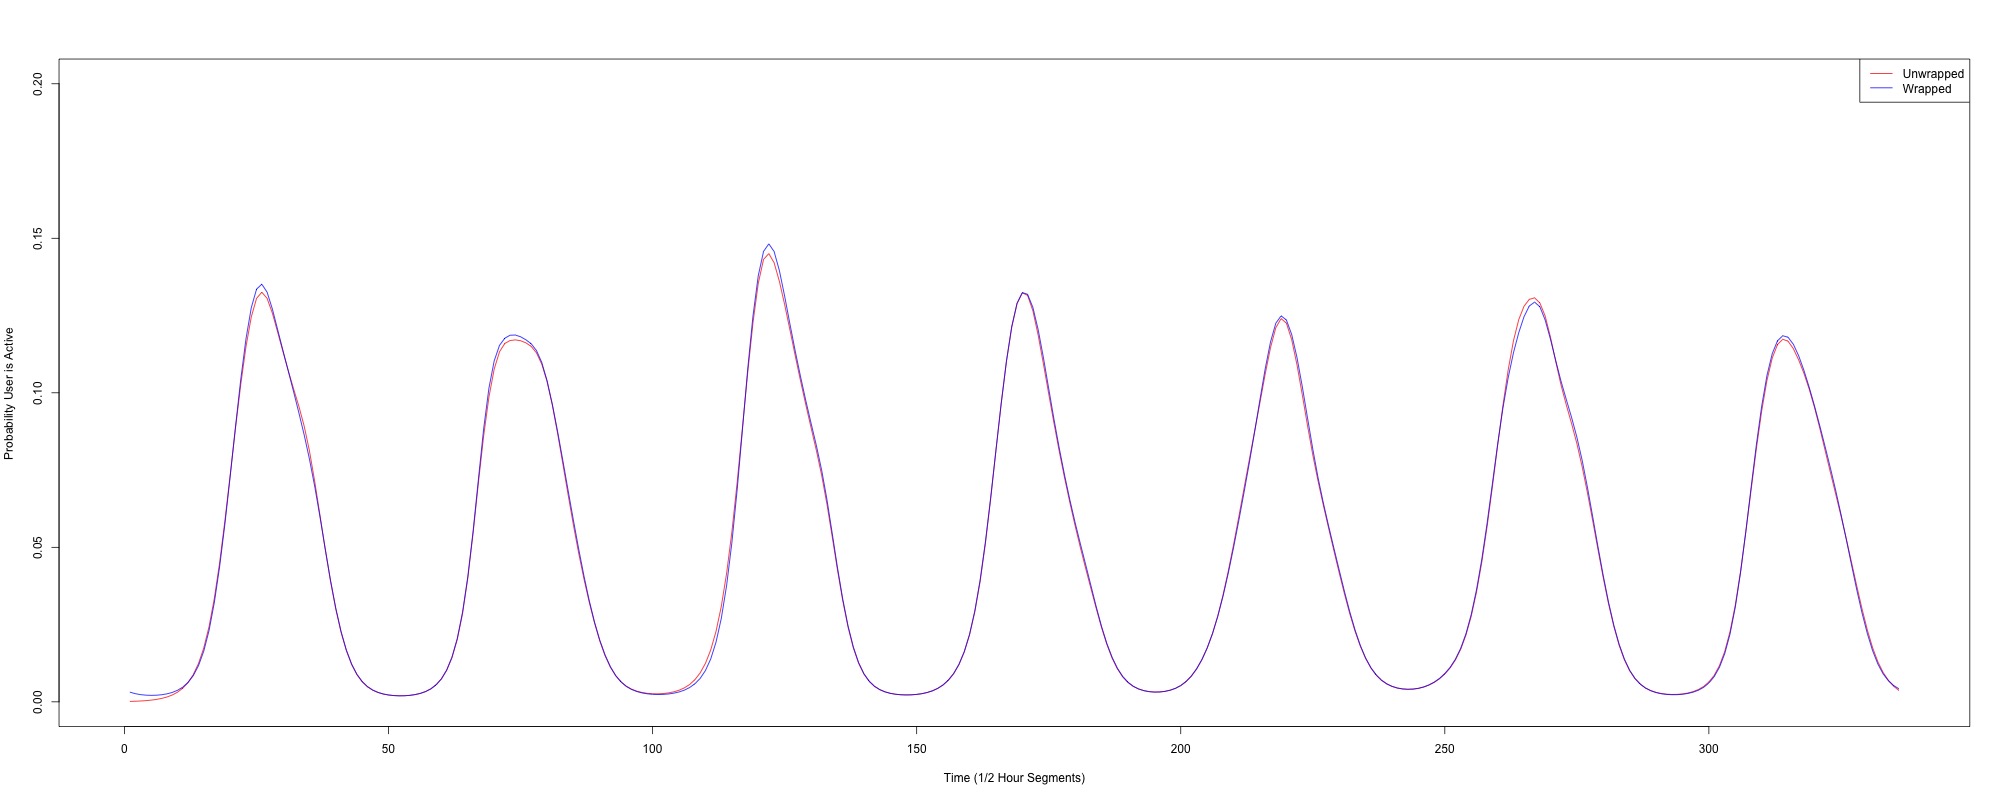 Unwrapped
Wrapped
0.20
0.15
0.10
0.05
0.00
Probability User is Active
0 50 100 150 200 250 300
Time (1/2 Hour Segments)